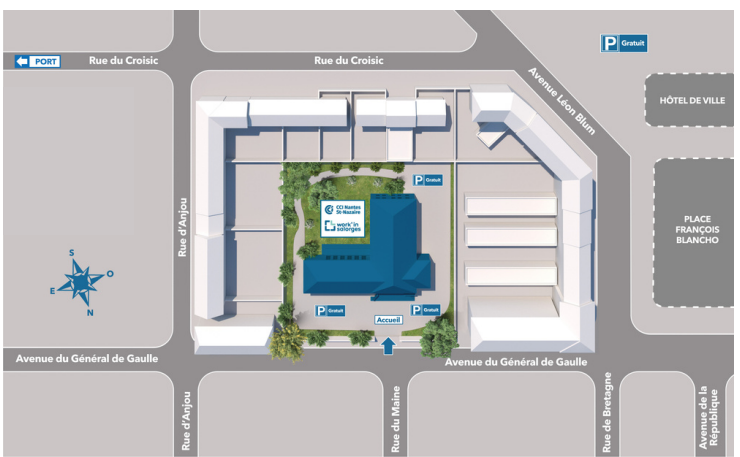 P Gratuit
PORT
Rue du Croisic
Rue du Croisic
Avenue Léon Blum
HÔTEL DE VILLE
P Gratuit
CCI Nantes
St-Nazaire
work'in
salorges
Rue d'Anjou
PLACE
FRANÇOIS
BLANCHO
S
O
E
N
P Gratuit
P Gratuit
Accueil
Avenue du Général de Gaulle
Avenue du Général de Gaulle
Rue d'Anjou
Rue du Maine
Rue de Bretagne
Avenue de la
République